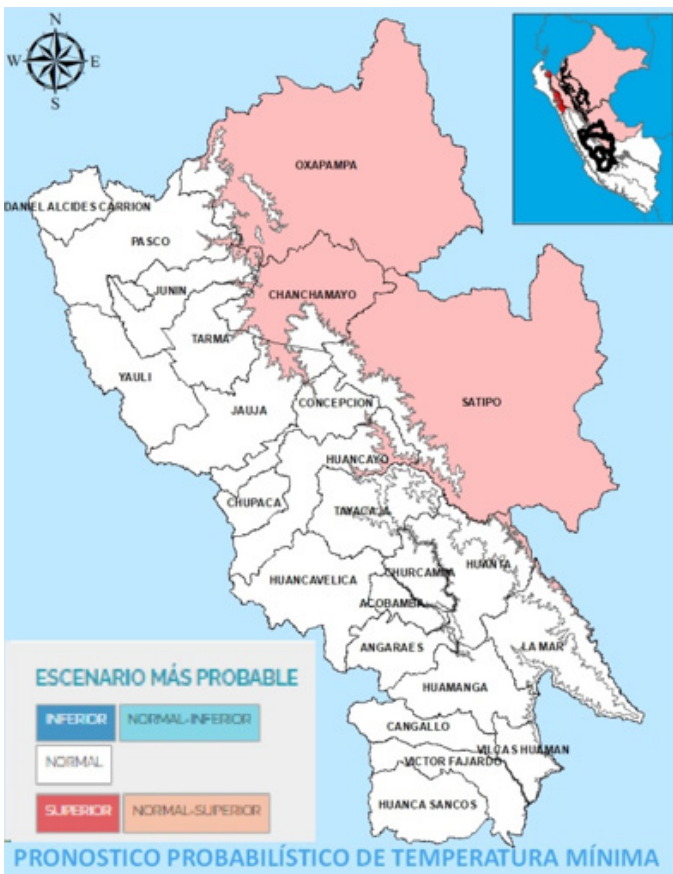 N
W E
S
OXAPAMPA
DANIEL ALCIDES CARRION
PASCO
JUNIN
CHANCHAMAYO
TARMA
YAULI
JAUJA
CONCEPCION
SATIPO
HUANCAYO
CHUPACA
TAYACAJA
HUANCAVELICA
CHURCAMPA
HUANTA
ACOBAMBA
ANGARAES
LA MAR
HUAMANGA
CANGALLO
VILCAS HUAMAN
VICTOR FAJARDO
HUANCA SANCOS
ESCENARIO MÁS PROBABLE
INFERIOR NORMAL-INFERIOR
NORMAL
SUPERIOR NORMAL-SUPERIOR
PRONOSTICO PROBABILÍSTICO DE TEMPERATURA MÍNIMA